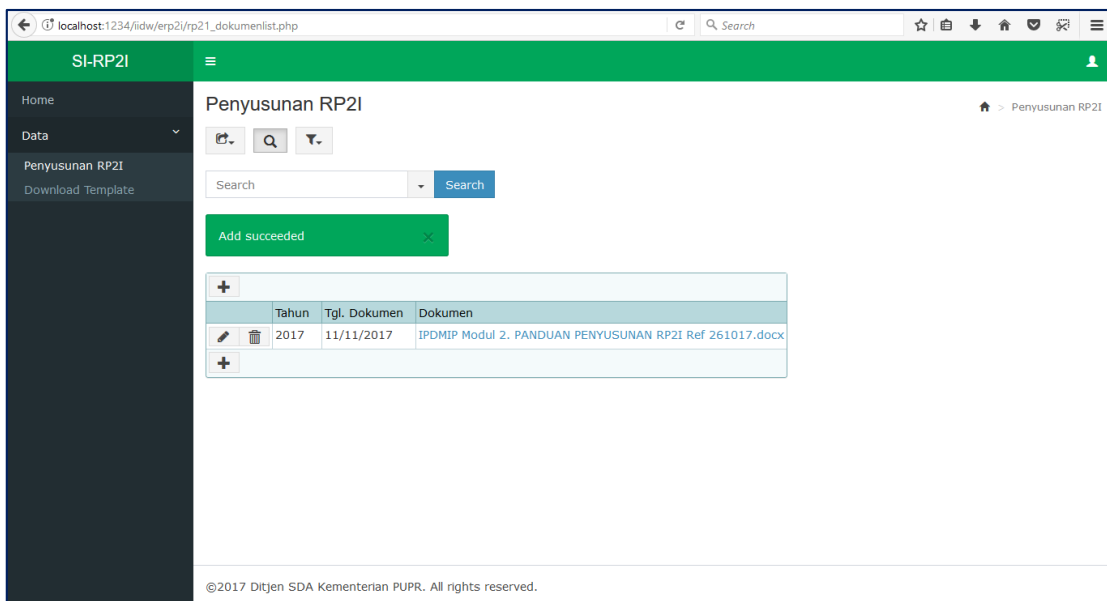 localhost:1234/iidw/erp2i/rp21_dokumenlist.php
Search
SI-RP2I
Home
Data
Penyusunan RP2I
Download Template
Penyusunan RP2I
> Penyusunan RP2I
Search
Search
Add succeeded
Tahun Tgl. Dokumen Dokumen
2017 11/11/2017 IPDMIP Modul 2. PANDUAN PENYUSUNAN RP2I Ref 261017.docx
©2017 Ditjen SDA Kementerian PUPR. All rights reserved.